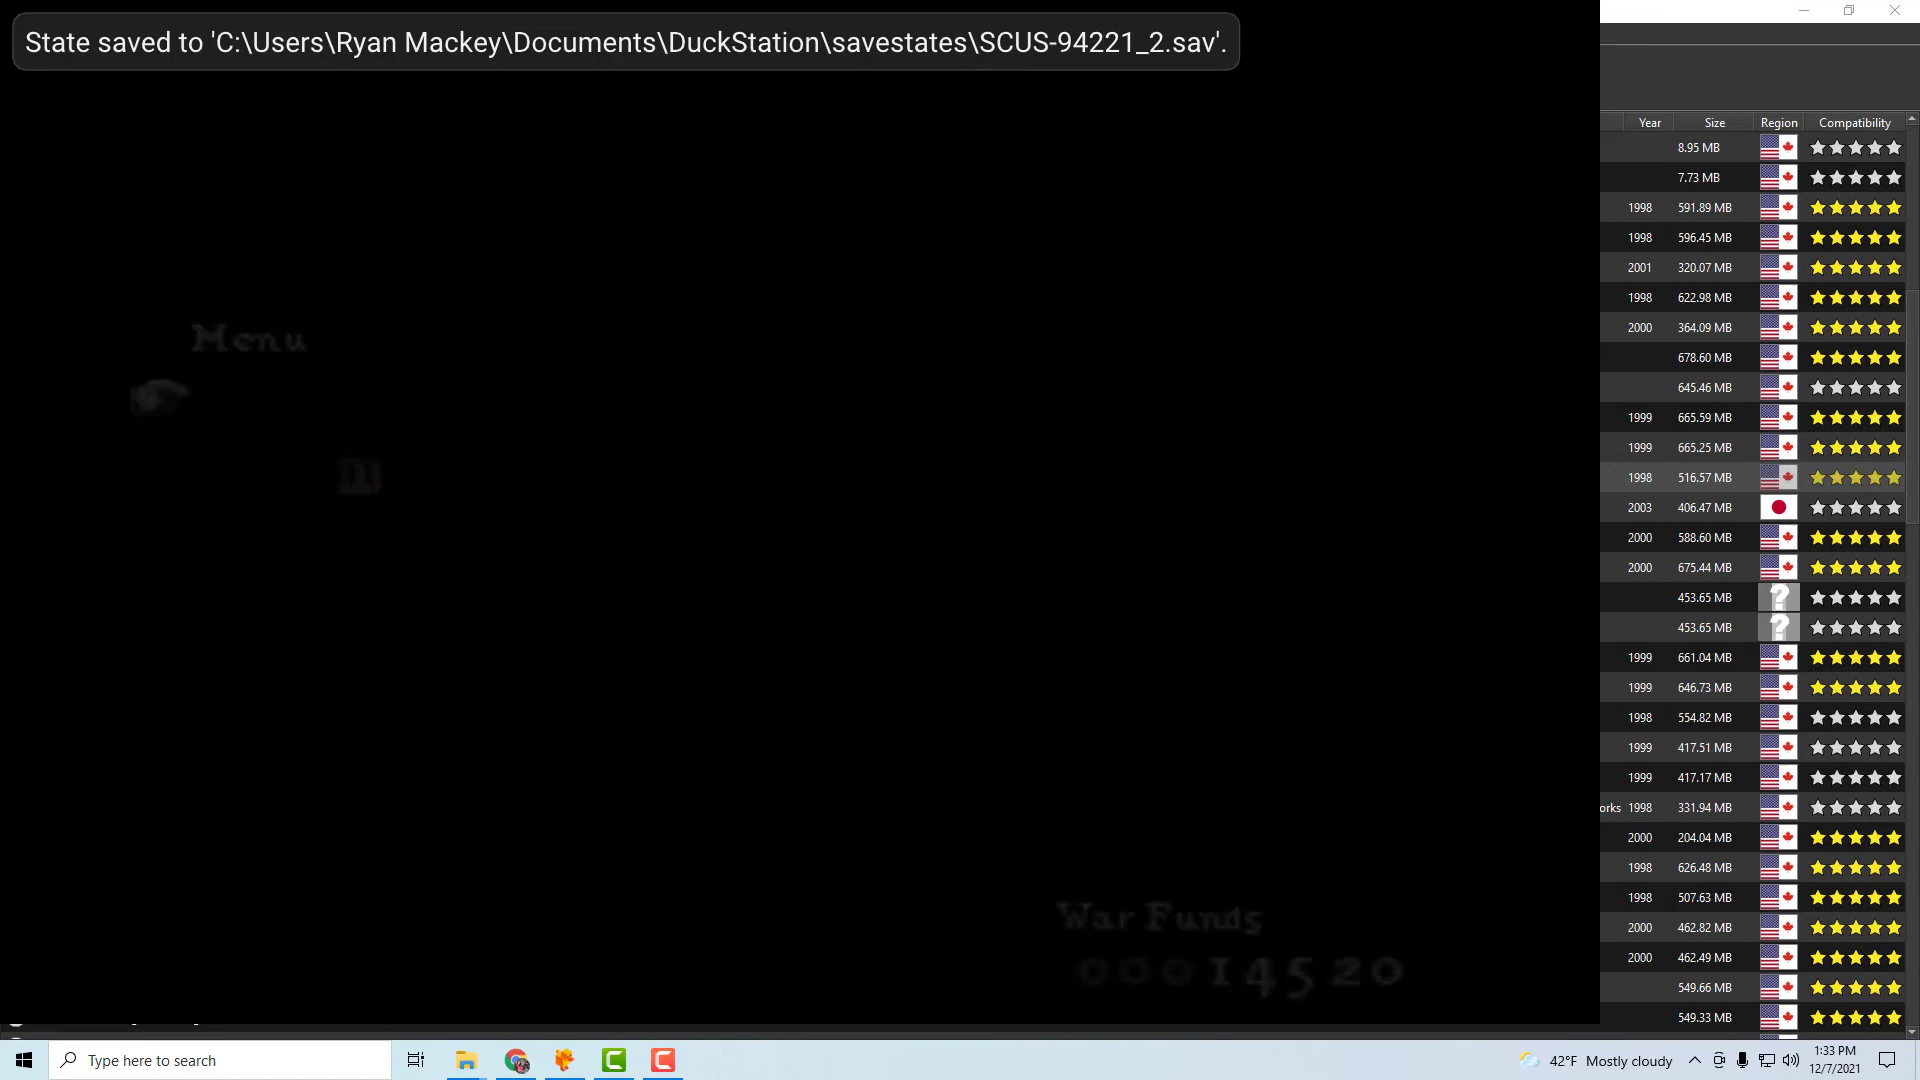 State saved to 'C:\Users\Ryan Mackey\Documents\DuckStation\savestates\SCUS-94221_2.sav'.
Year Size Region Compatibility
8.95 MB
7.73 MB
1998 591.89 MB
1998 596.45 MB
2001 320.07 MB
1998 622.98 MB
Menu
2000 364.09 MB
678.60 MB
645.46 MB
1999 665.59 MB
1999 665.25 MB
1998 516.57 MB
2003 406.47 MB
2000 588.60 MB
2000 675.44 MB
453.65 MB
453.65 MB
1999 661.04 MB
1999 646.73 MB
1998 554.82 MB
1999 417.51 MB
1999 417.17 MB
orks 1998 331.94 MB
2000 204.04 MB
1998 626.48 MB
1998 507.63 MB
War Funds
2000 462.82 MB
2000 462.49 MB
00014520
549.66 MB
549.33 MB
Type here to search
42°F Mostly cloudy
1:33 PM
12/7/2021